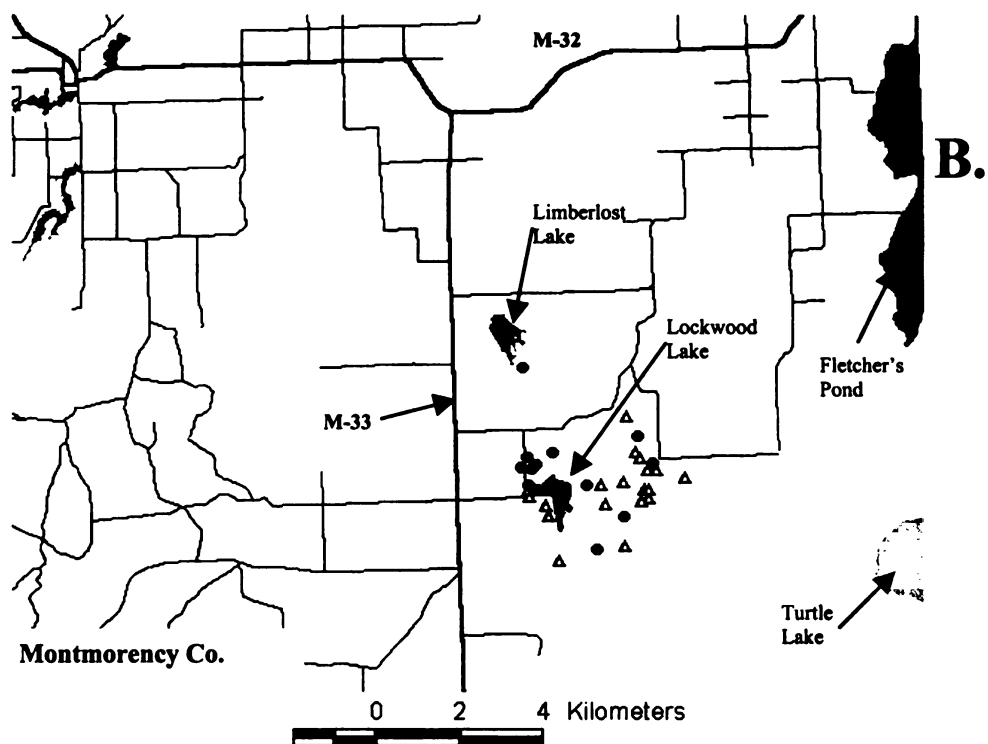 M-32
B.
Limberlost
Lake
Lockwood
Lake
Fletcher's
Pond
M-33
Turtle
Lake
Montmorency Co.
0 2 4 Kilometers